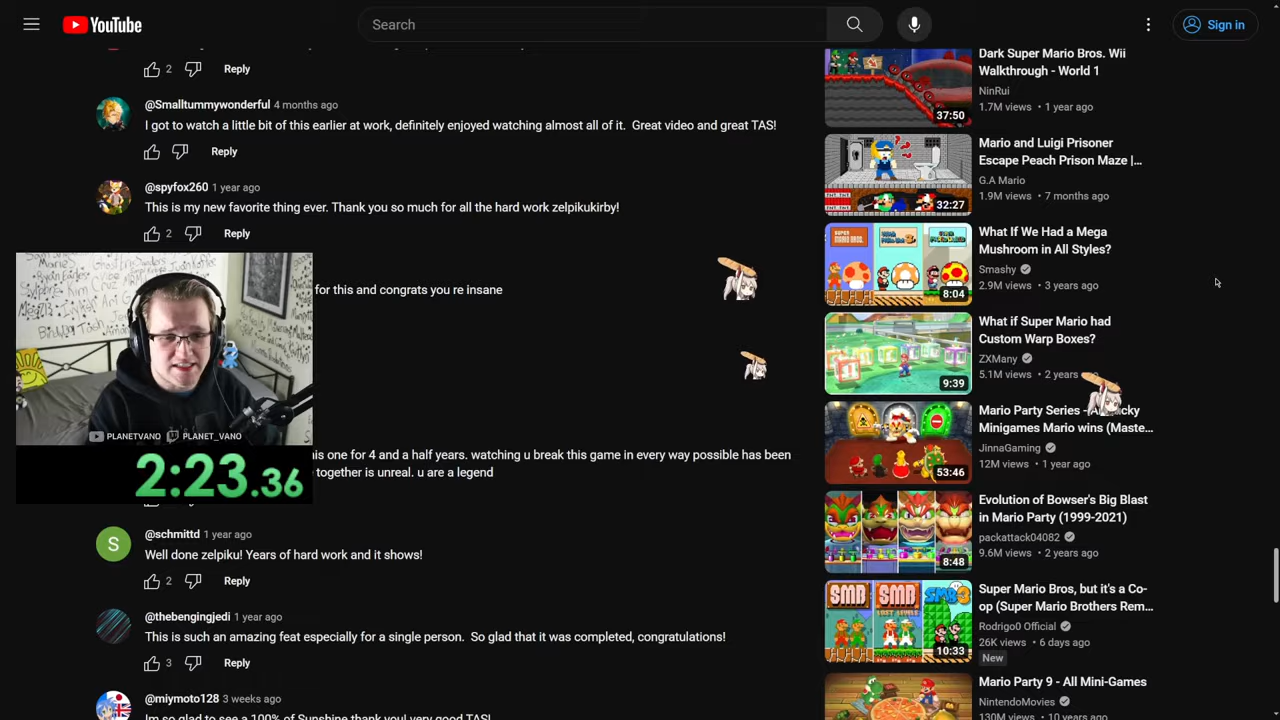 YouTube
Search
Sign in
2
Reply
@Smalltummywonderful 4 months ago
I got to watch a little bit of this earlier at work, definitely enjoyed watching almost all of it. Great video and great TAS!
Reply
@spyfox260 1 year ago
This is my new favorite thing ever. Thank you so much for all the hard work zelpikukirby!
2
Reply
for this and congrats you re insane
PLANETVANO PLANET_VANO
2:23.36
his one for 4 and a half years. watching u break this game in every way possible has been
together is unreal. u are a legend
S
@schmittd 1 year ago
Well done zelpiku! Years of hard work and it shows!
2
Reply
@thebengingjedi 1 year ago
This is such an amazing feat especially for a single person. So glad that it was completed, congratulations!
3
Reply
@miymoto128 3 weeks ago
Im so glad to see a 100% of Sunshine thank you! very good TAS!
37:50
Dark Super Mario Bros. Wii
Walkthrough - World 1
NinRui
1.7M views • 1 year ago
32:27
Mario and Luigi Prisoner
Escape Peach Prison Maze |...
G.A Mario
1.9M views • 7 months ago
8:04
What If We Had a Mega
Mushroom in All Styles?
Smashy
2.9M views • 3 years ago
9:39
What if Super Mario had
Custom Warp Boxes?
ZXMany
5.1M views • 2 years
53:46
Mario Party Series - cky
Minigames Mario wins (Maste...
JinnaGaming
12M views • 1 year ago
8:48
Evolution of Bowser's Big Blast
in Mario Party (1999-2021)
packattack04082
9.6M views • 2 years ago
SMB SMB SMB3
10:33
Super Mario Bros, but it's a Co-
op (Super Mario Brothers Rem...
Rodrigo0 Official
26K views • 6 days ago
New
Mario Party 9 - All Mini-Games
NintendoMovies
130M views • 10 years ago